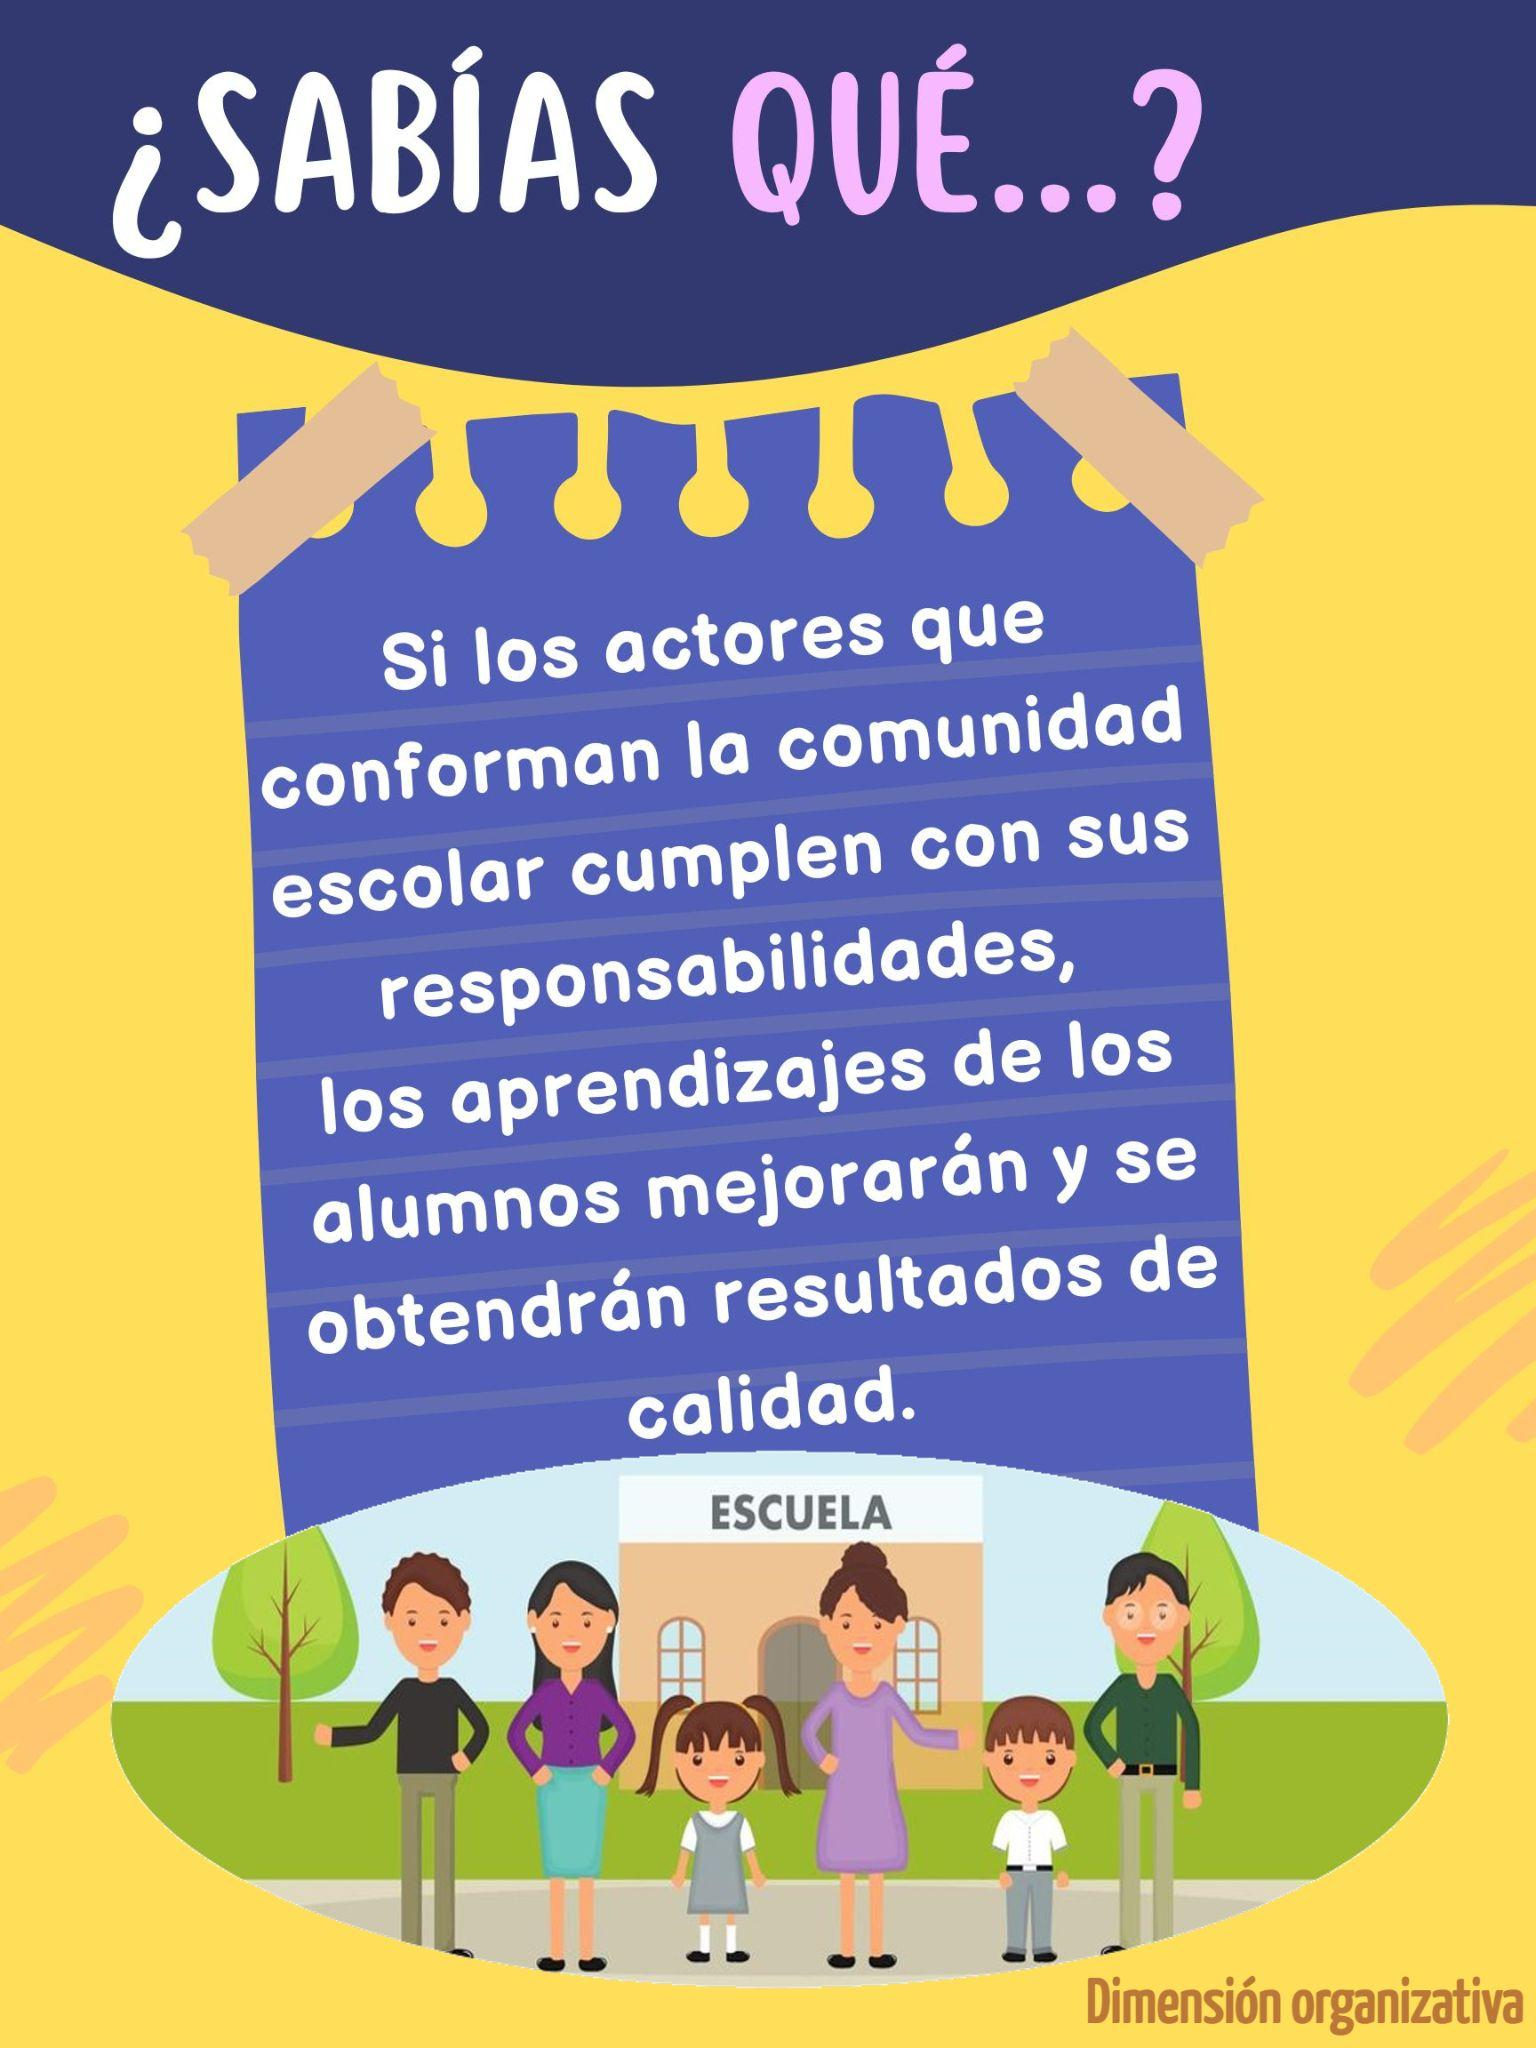 ¿SABÍAS QUÉ...?
Si los actores que
conforman la comunidad
escolar cumplen con sus
responsabilidades,
los aprendizajes de los
alumnos mejorarán y se
obtendrán resultados de
calidad.
ESCUELA
Dimensión organizativa